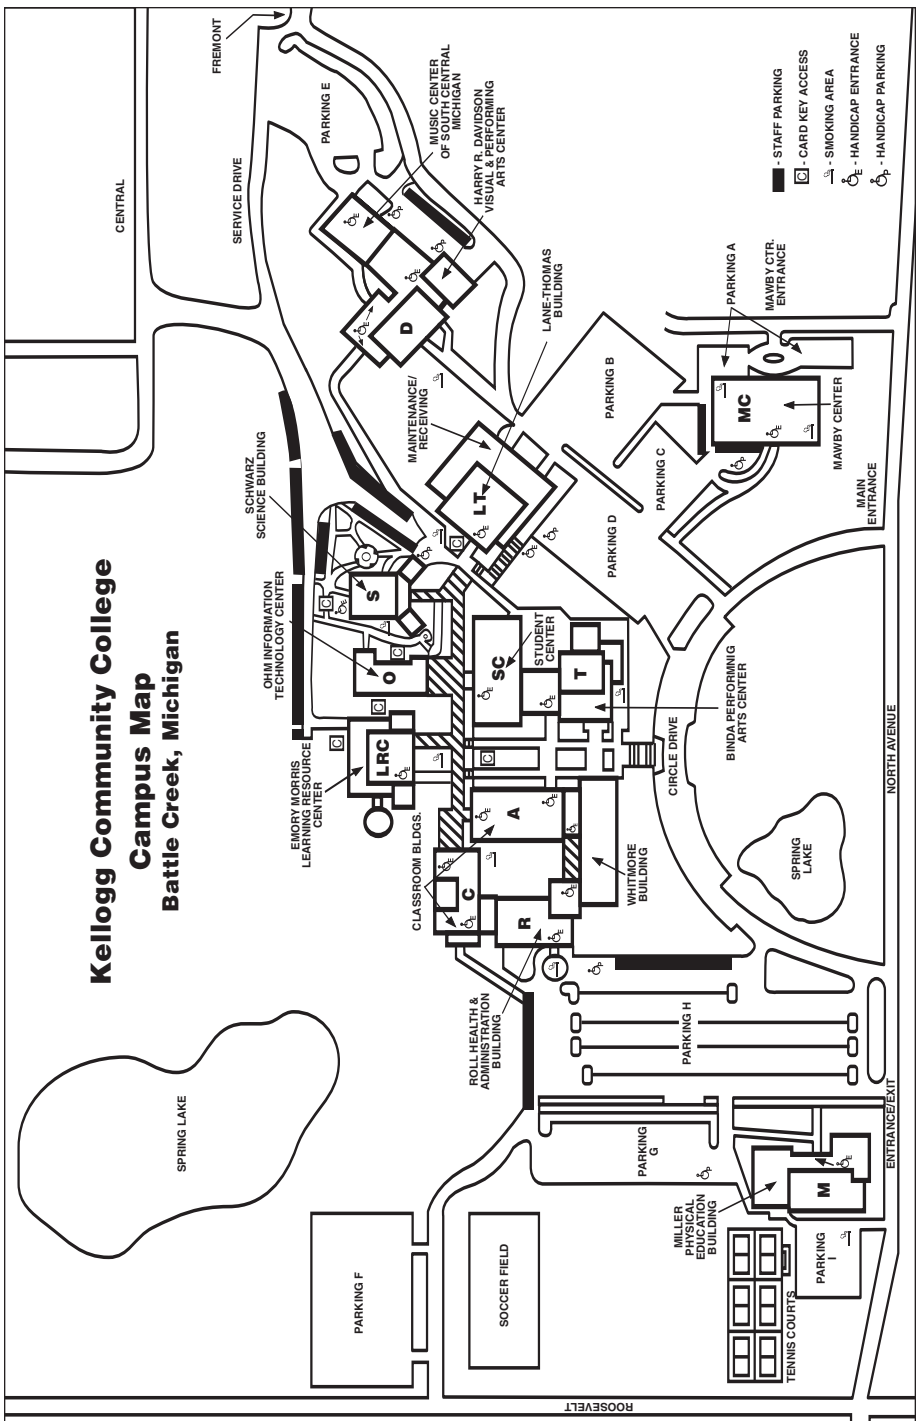 Kellogg Community College
Campus Map
Battle Creek, Michigan
SPRING LAKE
CENTRAL
FREMONT
SERVICE DRIVE
PARKING E
MUSIC CENTER
OF SOUTH CENTRAL
MICHIGAN
HARRY R. DAVIDSON
VISUAL & PERFORMING
ARTS CENTER
D
LANE-THOMAS
BUILDING
MAINTENANCE/
RECEIVING
LT
SCHWARZ
SCIENCE BUILDING
S
OHM INFORMATION
TECHNOLOGY CENTER
O
EMORY MORRIS
LEARNING RESOURCE
CENTER
LRC
CLASSROOM BLDGS.
C
A
R
ROLL HEALTH &
ADMINISTRATION
BUILDING
WHITMORE
BUILDING
SC
STUDENT
CENTER
T
BINDA PERFORMNIG
ARTS CENTER
CIRCLE DRIVE
SPRING
LAKE
PARKING B
PARKING C
PARKING D
PARKING A
MAWBY CTR.
ENTRANCE
MC
MAWBY CENTER
MAIN
ENTRANCE
NORTH AVENUE
PARKING H
PARKING
G
ENTRANCE/EXIT
MILLER
PHYSICAL
EDUCATION
BUILDING
M
PARKING
I
TENNIS COURTS
SOCCER FIELD
PARKING F
ROOSEVELT
- STAFF PARKING
C - CARD KEY ACCESS
- SMOKING AREA
E - HANDICAP ENTRANCE
P - HANDICAP PARKING